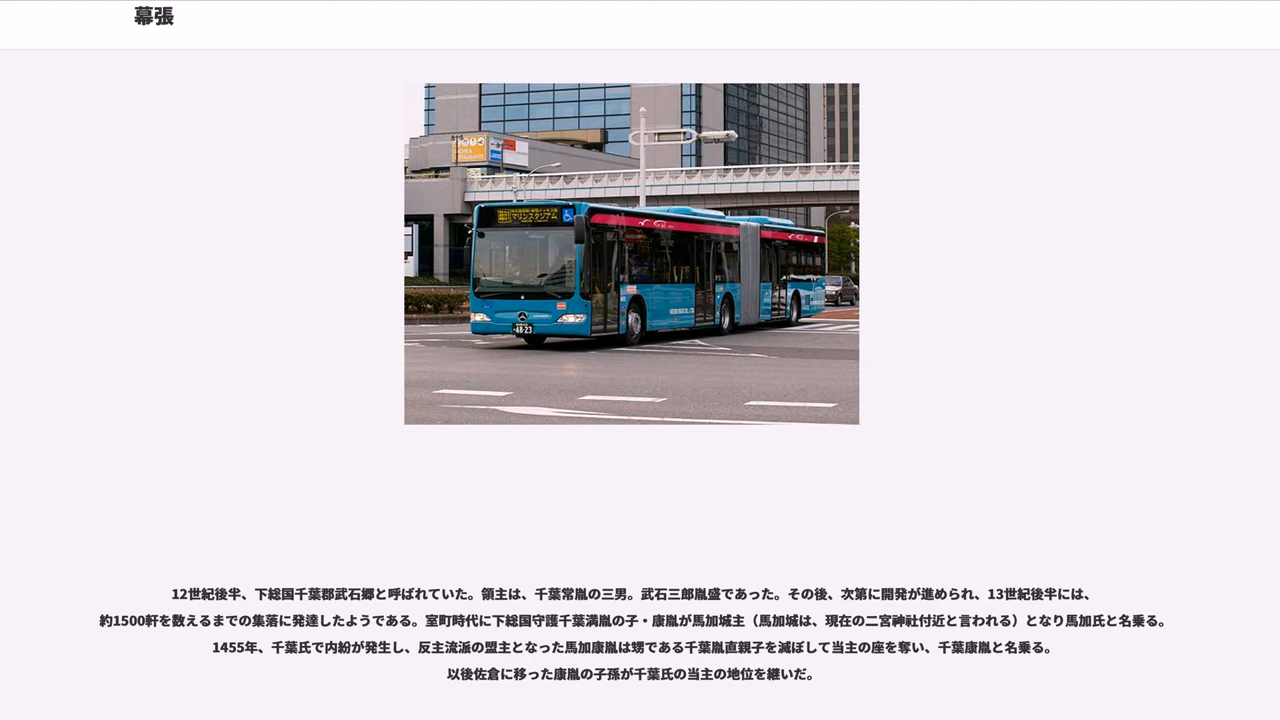 幕張
マリンスタジアム
48-23
12世紀後半、下総国千葉郡武石郷と呼ばれていた。領主は、千葉常胤の三男。武石三郎胤盛であった。その後、次第に開発が進められ、13世紀後半には、
約1500軒を数えるまでの集落に発達したようである。室町時代に下総国守護千葉満胤の子・康胤が馬加城主（馬加城は、現在の二宮神社付近と言われる）となり馬加氏と名乗る。
1455年、千葉氏で内紛が発生し、反主流派の盟主となった馬加康胤は甥である千葉胤直親子を滅ぼして当主の座を奪い、千葉康胤と名乗る。
以後佐倉に移った康胤の子孫が千葉氏の当主の地位を継いだ。